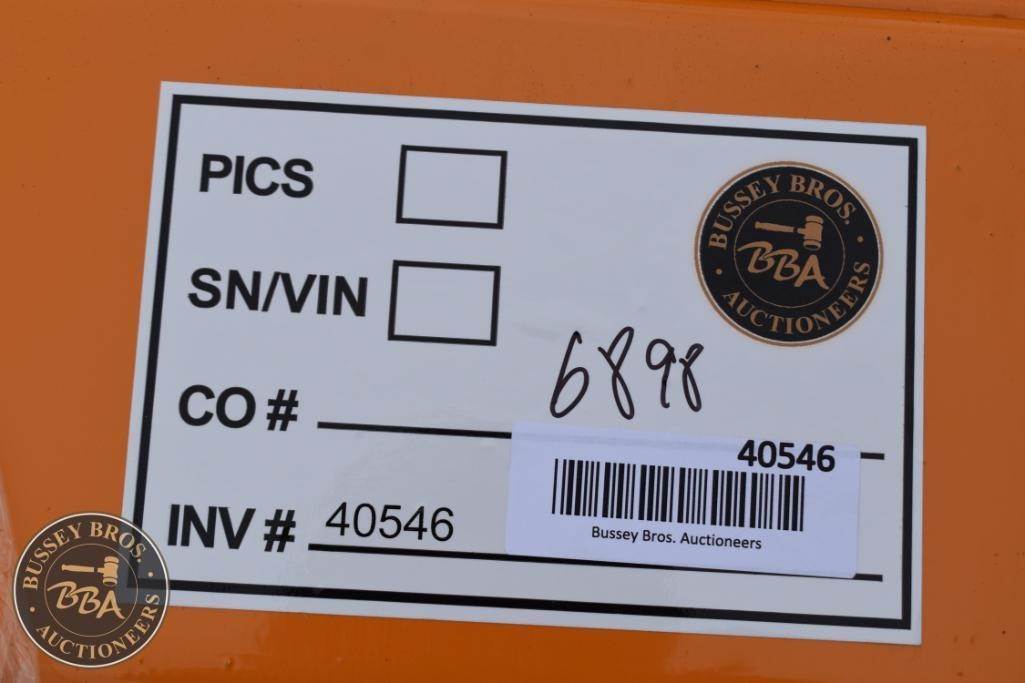 PICS
SN/VIN
BUSSEY BROS.
BBA
AUCTIONEERS
6898
CO #
40546
Bussey Bros. Auctioneers
INV # 40546
BUSSEY BROS.
BBA
AUCTIONEERS